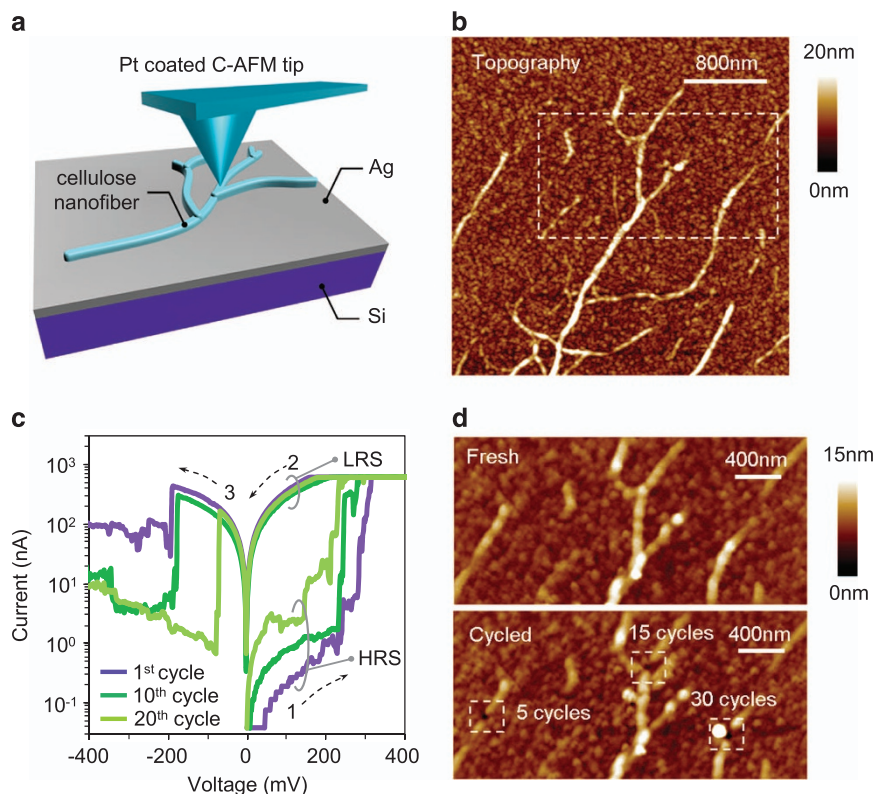 a
Pt coated C-AFM tip
cellulose
nanofiber
Ag
Si
b
Topography
800nm
20nm
0nm
c
Current (nA)
10³
10²
10¹
10⁰
10⁻¹
3
2
LRS
HRS
1
1st cycle
10th cycle
20th cycle
-400
-200
0
200
400
Voltage (mV)
d
Fresh
400nm
15nm
0nm
Cycled
15 cycles
400nm
5 cycles
30 cycles